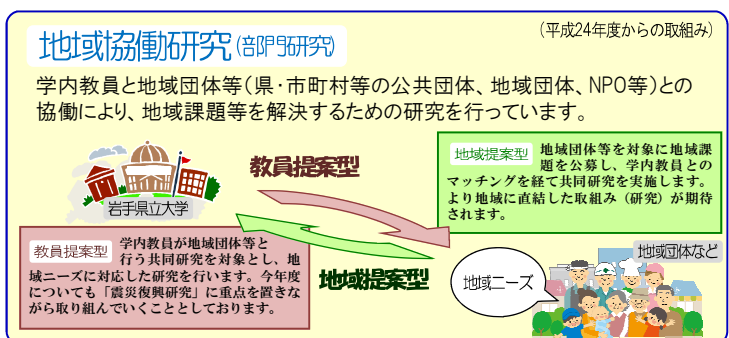 (平成24年度からの取組み)
地域協働研究(部門研究)
学内教員と地域団体等(県・市町村等の公共団体、地域団体、NPO等)との
協働により、地域課題等を解決するための研究を行っています。
教員提案型
岩手県立大学
地域提案型 地域団体等を対象に地域課
題を公募し、学内教員との
マッチングを経て共同研究を実施します。
より地域に直結した取組み(研究)が期待
されます。
教員提案型 学内教員が地域団体等と
行う共同研究を対象とし、地
域ニーズに対応した研究を行います。今年度
についても「震災復興研究」に重点を置きな
がら取り組んでいくこととしております。
地域提案型
地域ニーズ
地域団体など